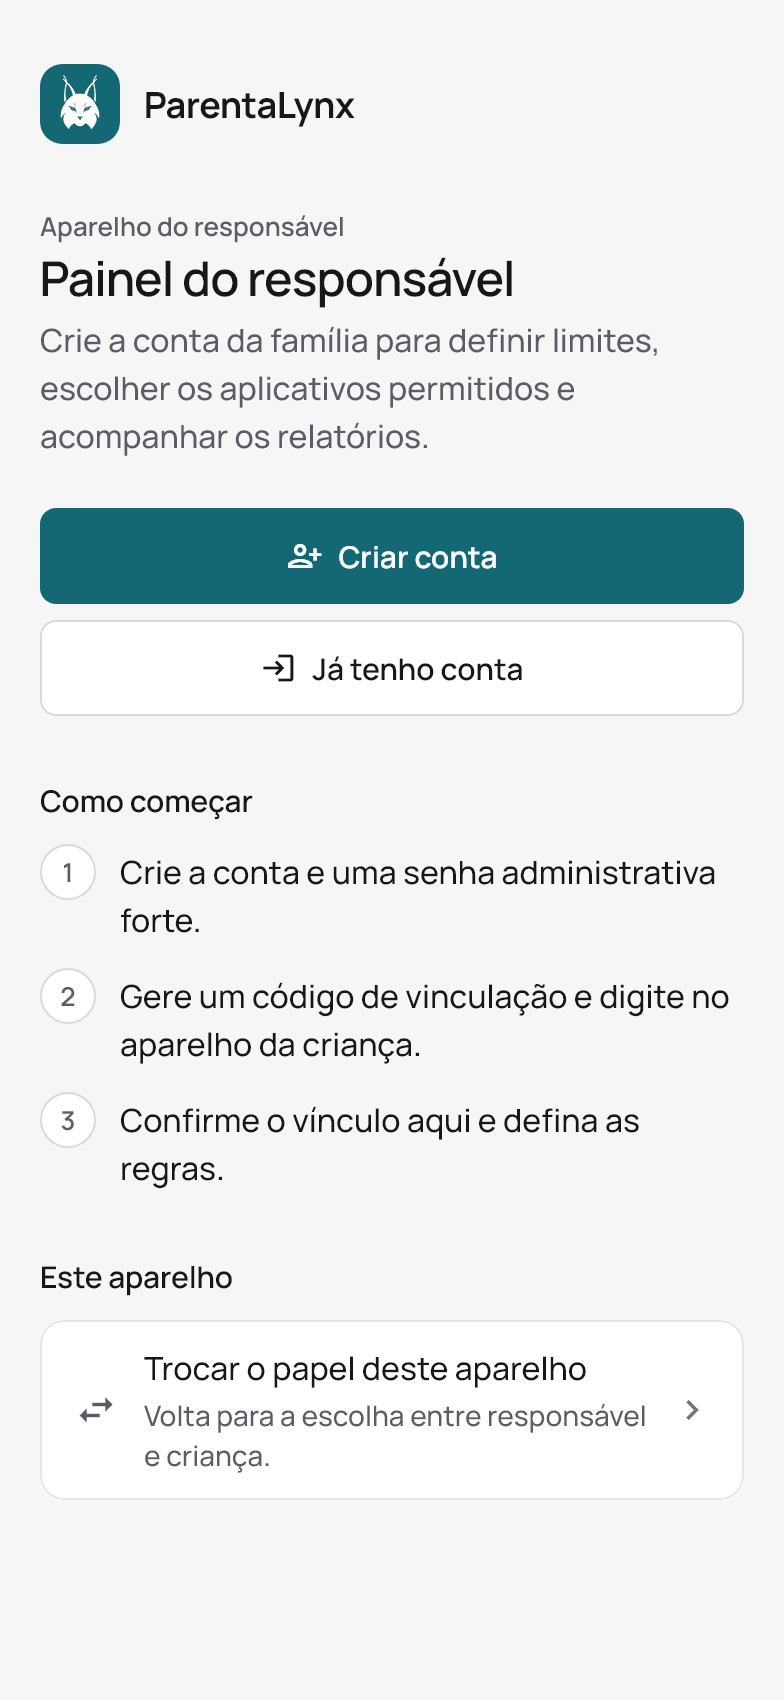 ParentaLynx
Aparelho do responsável
Painel do responsável
Crie a conta da família para definir limites,
escolher os aplicativos permitidos e
acompanhar os relatórios.
Criar conta
Já tenho conta
Como começar
1 Crie a conta e uma senha administrativa
forte.
2 Gere um código de vinculação e digite no
aparelho da criança.
3 Confirme o vínculo aqui e defina as
regras.
Este aparelho
Trocar o papel deste aparelho
Volta para a escolha entre responsável
e criança.